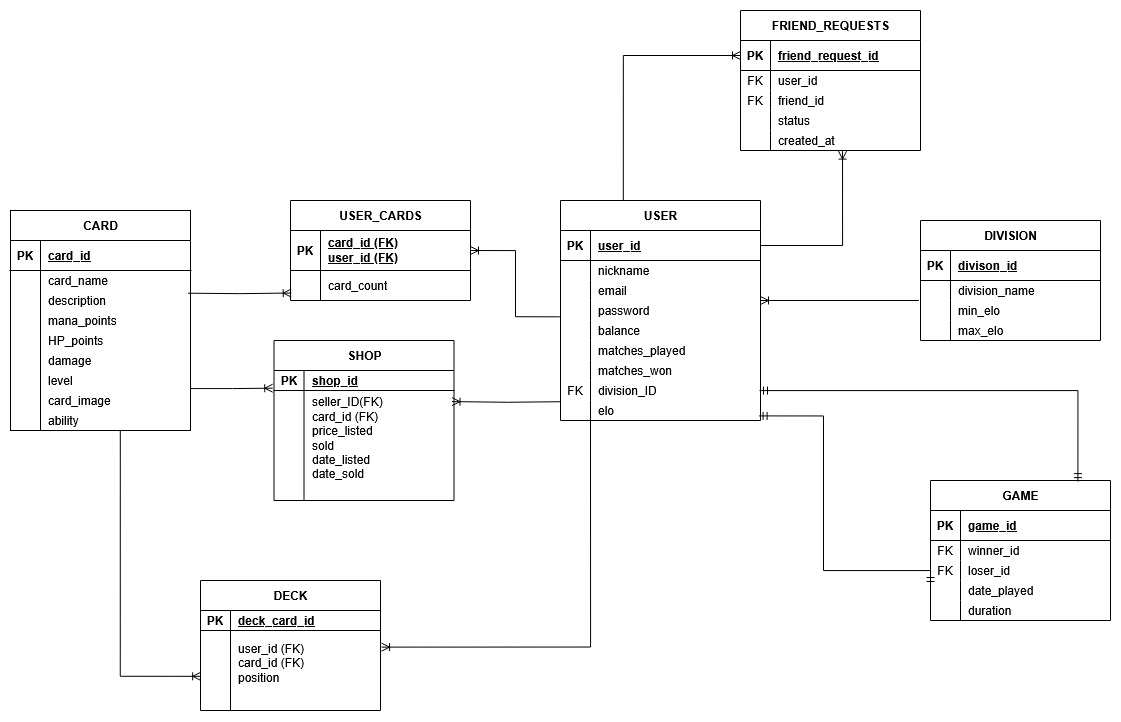 FRIEND_REQUESTS
PK friend_request_id
FK user_id
FK friend_id
status
created_at
CARD
PK card_id
card_name
description
mana_points
HP_points
damage
level
card_image
ability
USER_CARDS
PK card_id (FK)
user_id (FK)
card_count
SHOP
PK shop_id
seller_ID(FK)
card_id (FK)
price_listed
sold
date_listed
date_sold
USER
PK user_id
nickname
email
password
balance
matches_played
matches_won
FK division_ID
elo
DIVISION
PK divison_id
division_name
min_elo
max_elo
GAME
PK game_id
FK winner_id
FK loser_id
date_played
duration
DECK
PK deck_card_id
user_id (FK)
card_id (FK)
position